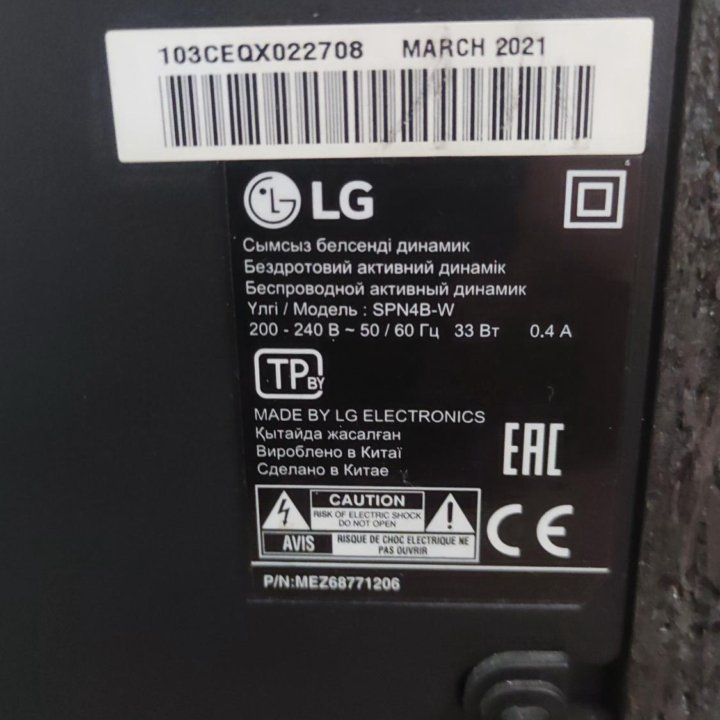 103CEQX022708 MARCH 2021
LG
Сымсыз белсенді динамик
Бездротовий активний динамік
Беспроводной активный динамик
Үлгі / Модель : SPN4B-W
200 - 240 В ~ 50 / 60 Гц 33 Вт 0.4 А
TP BY
MADE BY LG ELECTRONICS
Қытайда жасалған
Вироблено в Китаї
Сделано в Китае
EAC
CAUTION
RISK OF ELECTRIC SHOCK
DO NOT OPEN
AVIS
RISQUE DE CHOC ELECTRIQUE NE
PAS OUVRIR
CE
P/N:MEZ68771206